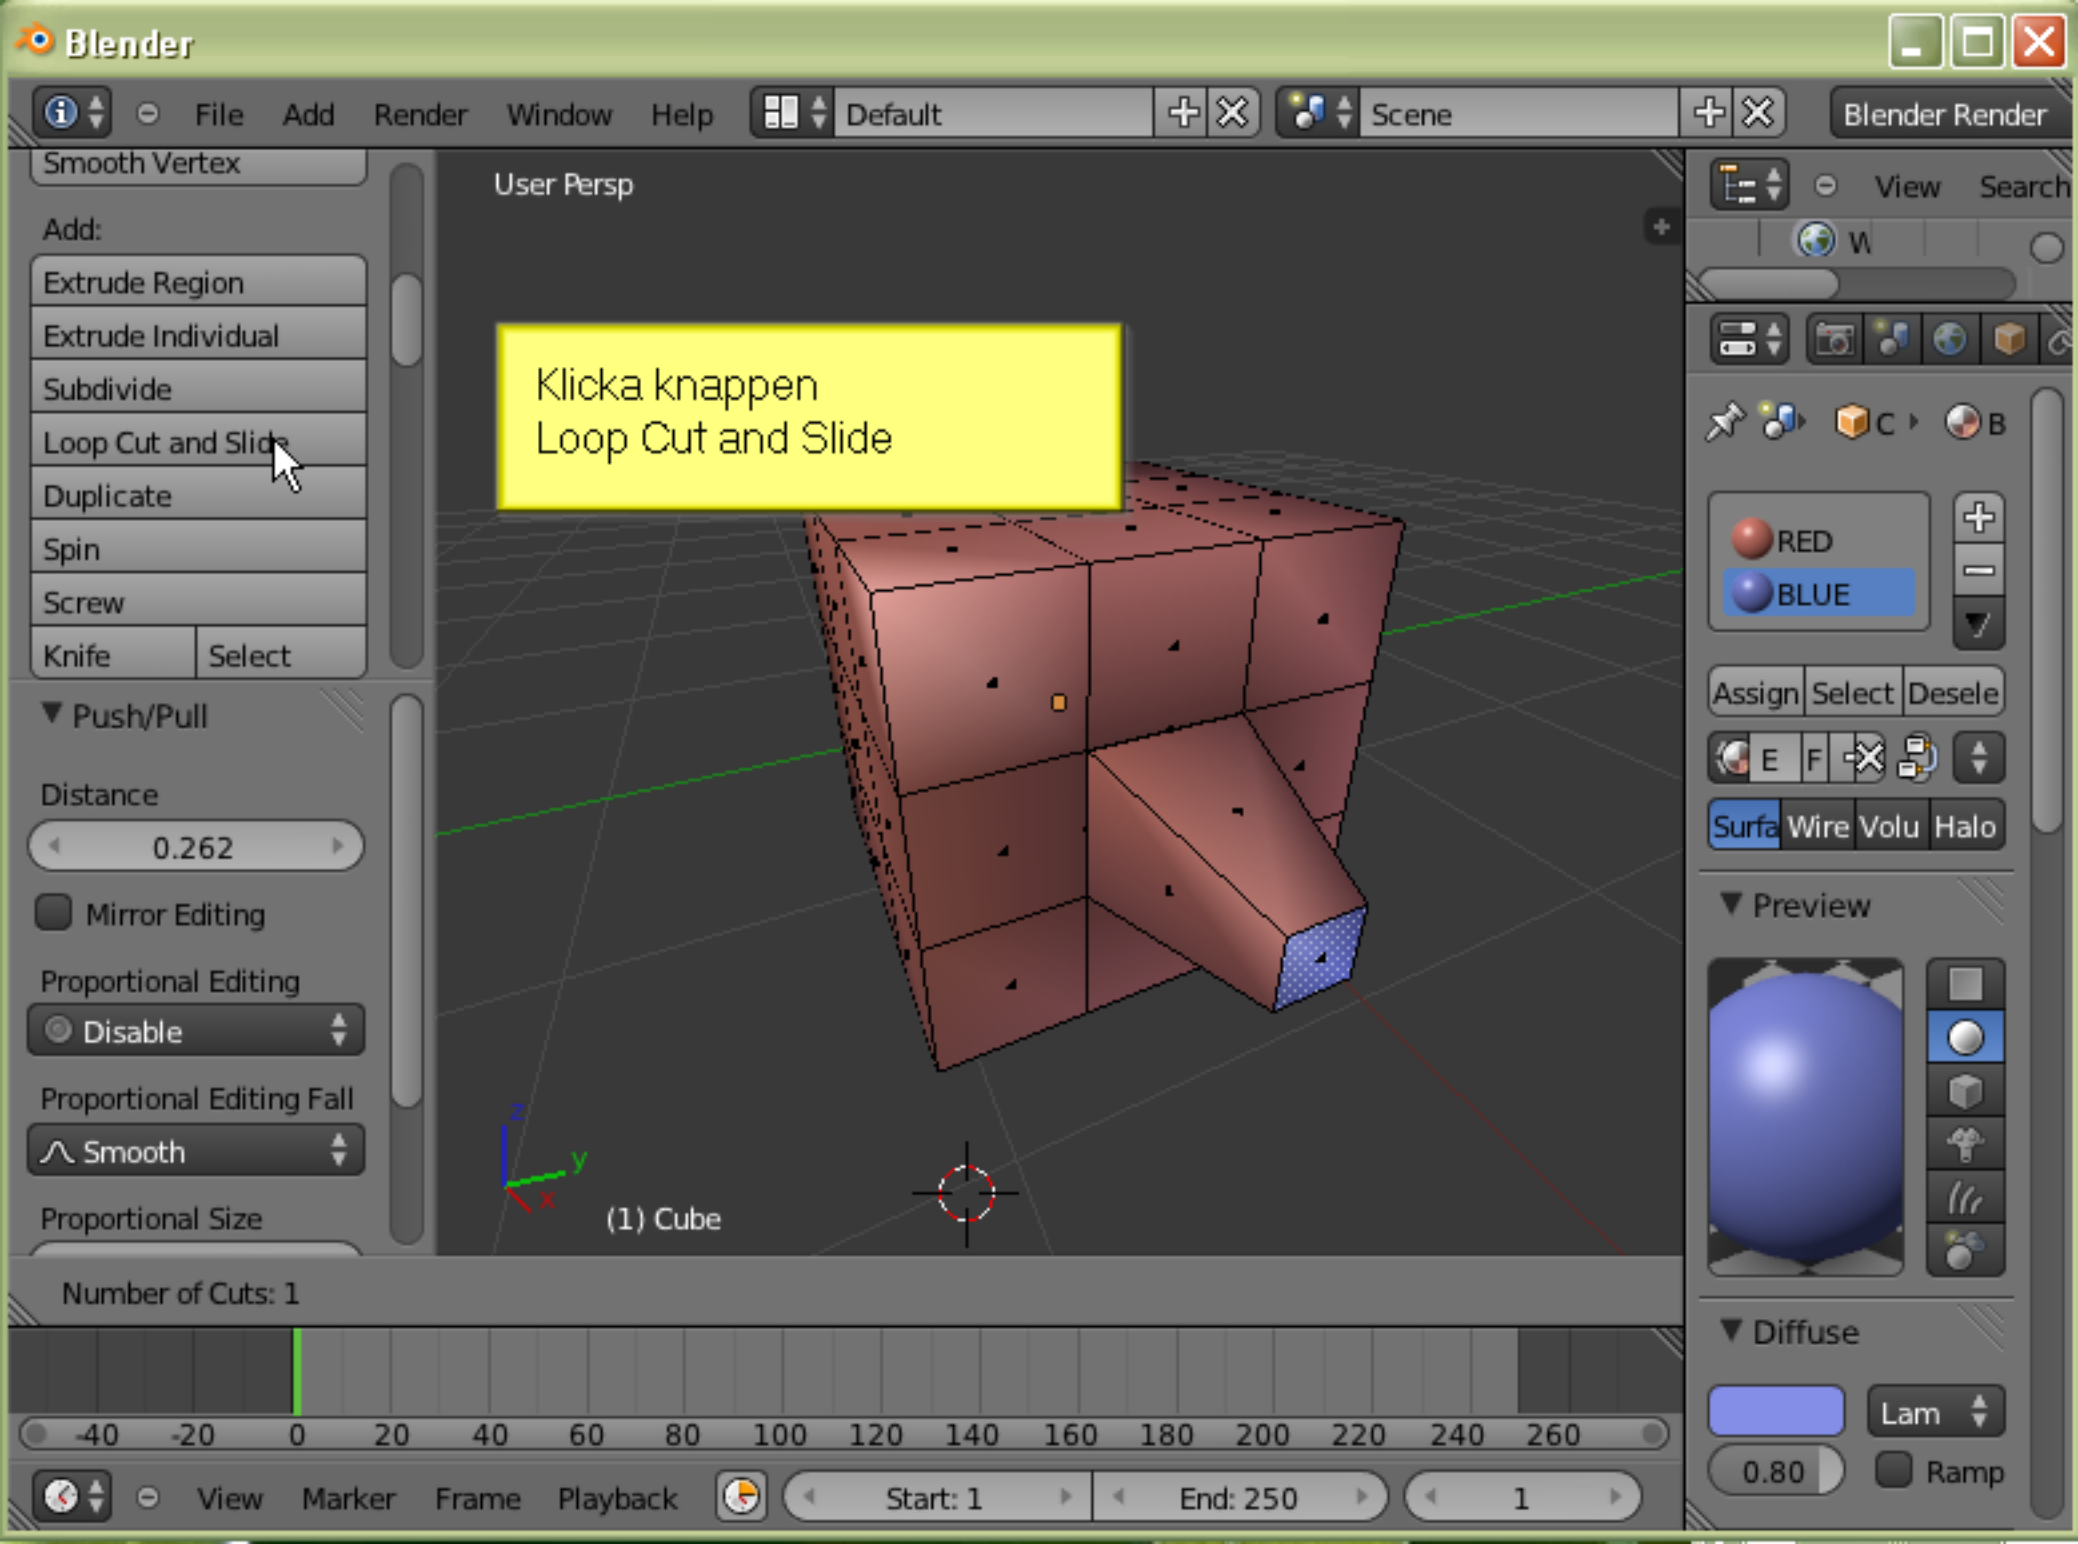 Blender
File Add Render Window Help Default Scene Blender Render
Smooth Vertex
Add:
Extrude Region
Extrude Individual
Subdivide
Loop Cut and Slide
Duplicate
Spin
Screw
Knife Select
Push/Pull
Distance
0.262
Mirror Editing
Proportional Editing
Disable
Proportional Editing Fall
Smooth
Proportional Size
User Persp
Klicka knappen
Loop Cut and Slide
z
y
x
(1) Cube
Number of Cuts: 1
-40 -20 0 20 40 60 80 100 120 140 160 180 200 220 240 260
View Marker Frame Playback Start: 1 End: 250 1
View Search
W
C B
RED
BLUE
Assign Select Desele
E F
Surfa Wire Volu Halo
Preview
Diffuse
Lam
0.80 Ramp